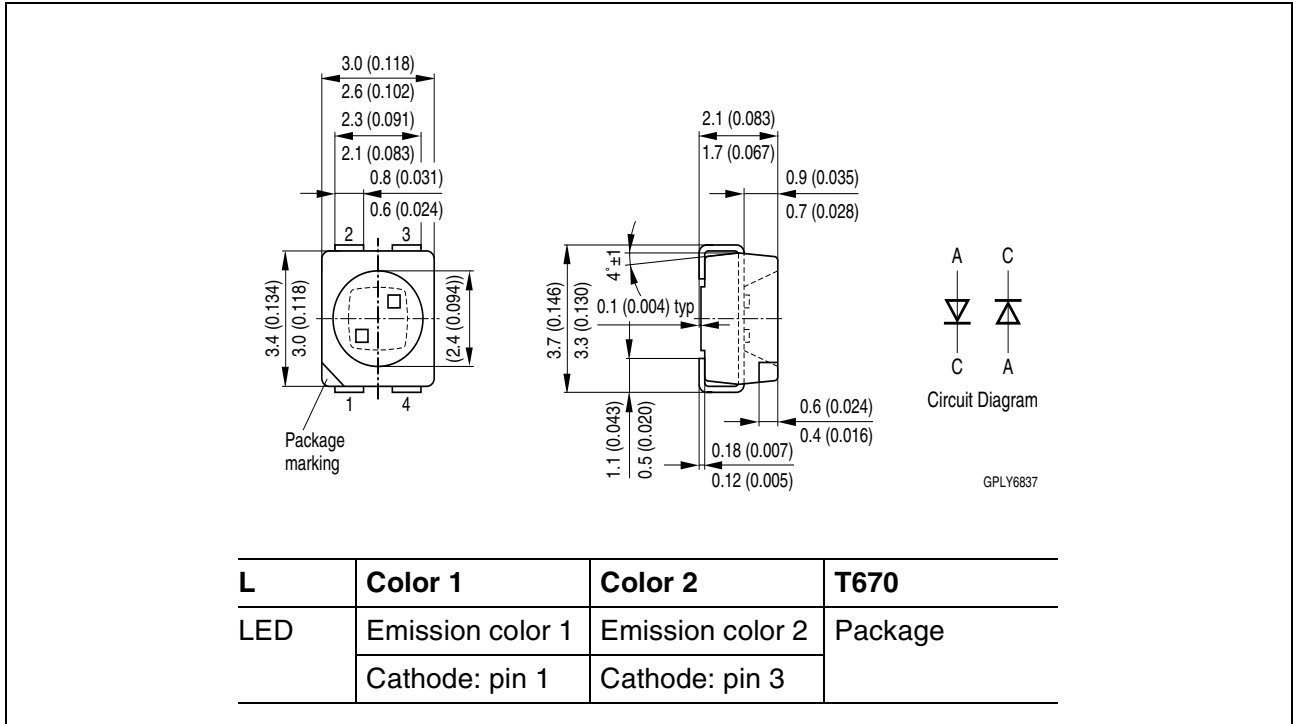 3.0 (0.118)
2.6 (0.102)
2.3 (0.091)
2.1 (0.083)
0.8 (0.031)
0.6 (0.024)
2 3
3.4 (0.134)
3.0 (0.118)
(2.4 (0.094))
1 4
Package
marking
2.1 (0.083)
1.7 (0.067)
0.9 (0.035)
0.7 (0.028)
4˚±1
0.1 (0.004) typ
3.7 (0.146)
3.3 (0.130)
1.1 (0.043)
0.5 (0.020)
0.6 (0.024)
0.4 (0.016)
0.18 (0.007)
0.12 (0.005)
A C
C A
Circuit Diagram
GPLY6837
L Color 1 Color 2 T670
LED Emission color 1 Emission color 2 Package
Cathode: pin 1 Cathode: pin 3